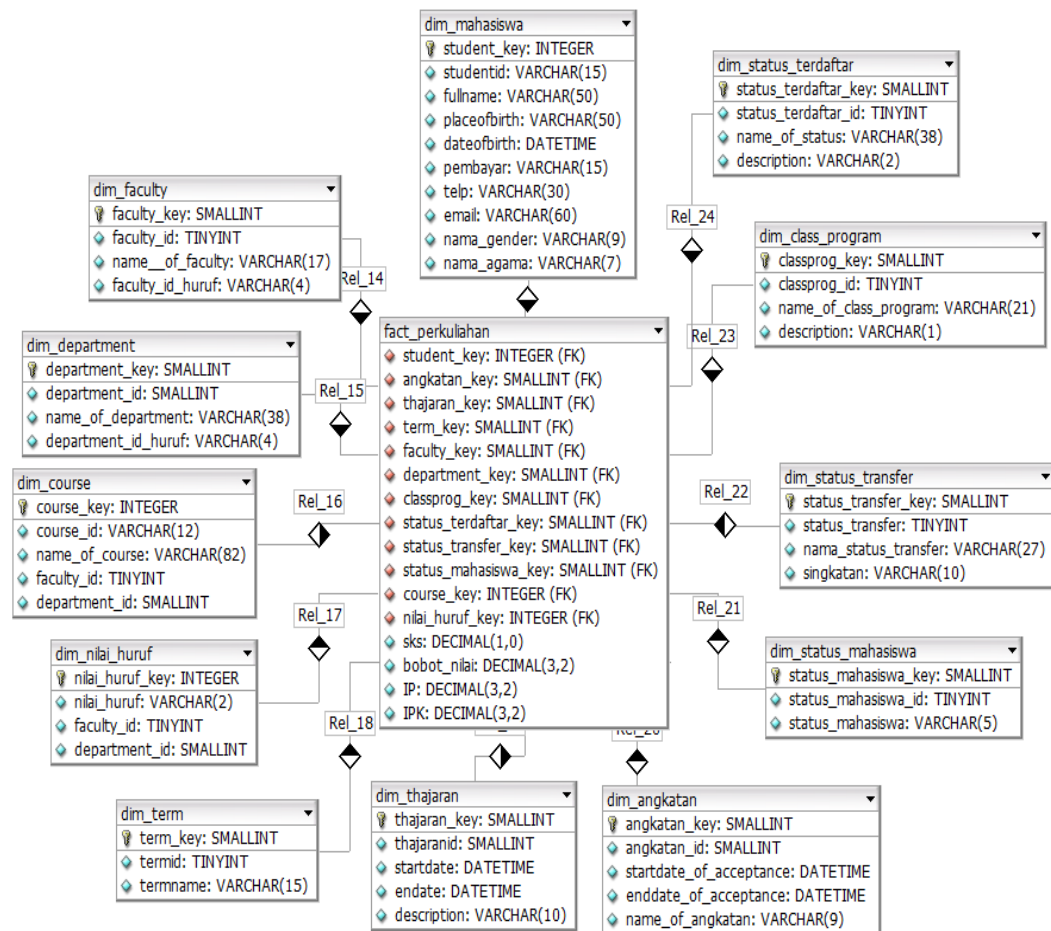 dim_mahasiswa
student_key: INTEGER
studentid: VARCHAR(15)
fullname: VARCHAR(50)
placeofbirth: VARCHAR(50)
dateofbirth: DATETIME
pembayar: VARCHAR(15)
telp: VARCHAR(30)
email: VARCHAR(60)
nama_gender: VARCHAR(9)
nama_agama: VARCHAR(7)
dim_status_terdaftar
status_terdaftar_key: SMALLINT
status_terdaftar_id: TINYINT
name_of_status: VARCHAR(38)
description: VARCHAR(2)
dim_faculty
faculty_key: SMALLINT
faculty_id: TINYINT
name__of_faculty: VARCHAR(17)
faculty_id_huruf: VARCHAR(4)
Rel_14
Rel_24
dim_class_program
classprog_key: SMALLINT
classprog_id: TINYINT
name_of_class_program: VARCHAR(21)
description: VARCHAR(1)
Rel_23
dim_department
department_key: SMALLINT
department_id: SMALLINT
name_of_department: VARCHAR(38)
department_id_huruf: VARCHAR(4)
Rel_15
fact_perkuliahan
student_key: INTEGER (FK)
angkatan_key: SMALLINT (FK)
thajaran_key: SMALLINT (FK)
term_key: SMALLINT (FK)
faculty_key: SMALLINT (FK)
department_key: SMALLINT (FK)
classprog_key: SMALLINT (FK)
status_terdaftar_key: SMALLINT (FK)
status_transfer_key: SMALLINT (FK)
status_mahasiswa_key: SMALLINT (FK)
course_key: INTEGER (FK)
nilai_huruf_key: INTEGER (FK)
sks: DECIMAL(1,0)
bobot_nilai: DECIMAL(3,2)
IP: DECIMAL(3,2)
IPK: DECIMAL(3,2)
dim_course
course_key: INTEGER
course_id: VARCHAR(12)
name_of_course: VARCHAR(82)
faculty_id: TINYINT
department_id: SMALLINT
Rel_16
Rel_22
dim_status_transfer
status_transfer_key: SMALLINT
status_transfer: TINYINT
nama_status_transfer: VARCHAR(27)
singkatan: VARCHAR(10)
Rel_17
Rel_21
dim_nilai_huruf
nilai_huruf_key: INTEGER
nilai_huruf: VARCHAR(2)
faculty_id: TINYINT
department_id: SMALLINT
dim_status_mahasiswa
status_mahasiswa_key: SMALLINT
status_mahasiswa_id: TINYINT
status_mahasiswa: VARCHAR(5)
Rel_18
Rel_20
dim_term
term_key: SMALLINT
termid: TINYINT
termname: VARCHAR(15)
dim_thajaran
thajaran_key: SMALLINT
thajaranid: SMALLINT
startdate: DATETIME
endate: DATETIME
description: VARCHAR(10)
dim_angkatan
angkatan_key: SMALLINT
angkatan_id: SMALLINT
startdate_of_acceptance: DATETIME
enddate_of_acceptance: DATETIME
name_of_angkatan: VARCHAR(9)